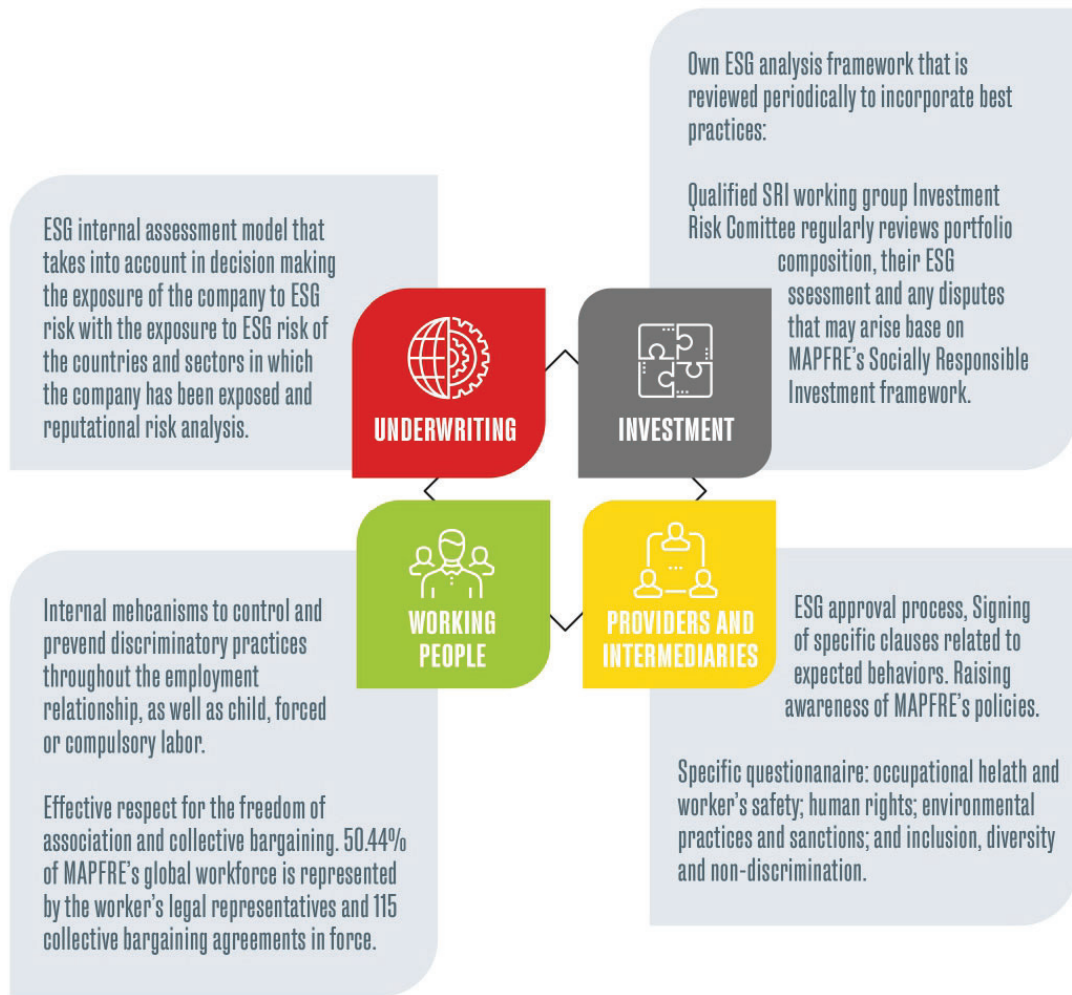 ESG internal assessment model that
takes into account in decision making
the exposure of the company to ESG
risk with the exposure to ESG risk of
the countries and sectors in which
the company has been exposed and
reputational risk analysis.
UNDERWRITING
Own ESG analysis framework that is
reviewed periodically to incorporate best
practices:
Qualified SRI working group Investment
Risk Comittee regularly reviews portfolio
composition, their ESG
ssessment and any disputes
that may arise base on
MAPFRE's Socially Responsible
Investment framework.
INVESTMENT
Internal mehcanisms to control and
prevend discriminatory practices
throughout the employment
relationship, as well as child, forced
or compulsory labor.
Effective respect for the freedom of
association and collective bargaining. 50.44%
of MAPFRE's global workforce is represented
by the worker's legal representatives and 115
collective bargaining agreements in force.
WORKING
PEOPLE
PROVIDERS AND
INTERMEDIARIES
ESG approval process, Signing
of specific clauses related to
expected behaviors. Raising
awareness of MAPFRE's policies.
Specific questionanaire: occupational helath and
worker's safety; human rights; environmental
practices and sanctions; and inclusion, diversity
and non-discrimination.